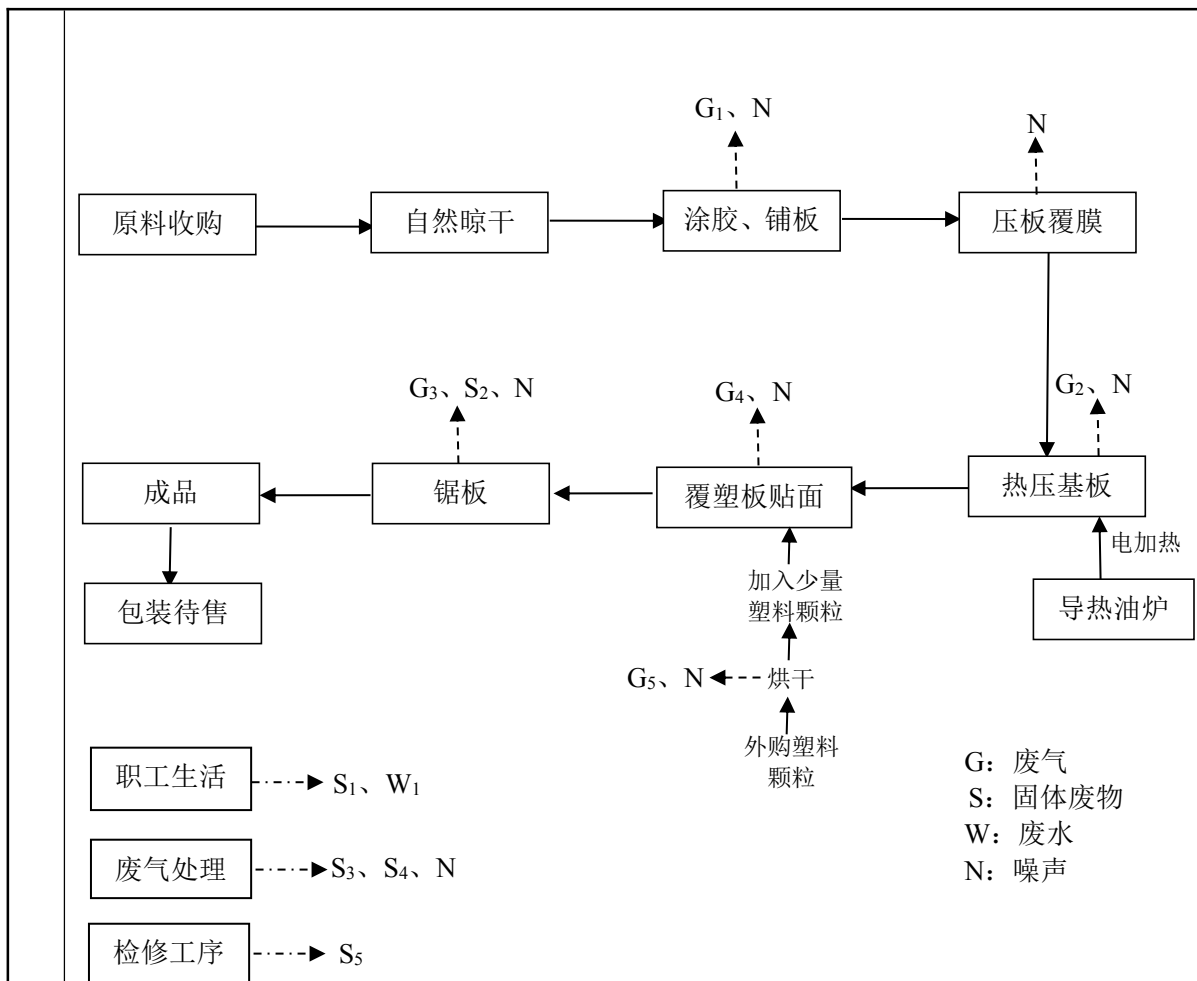 G₁、N
N
原料收购
自然晾干
涂胶、铺板
压板覆膜
G₃、S₂、N
G₄、N
G₂、N
成品
锯板
覆塑板贴面
热压基板
电加热
包装待售
加入少量
塑料颗粒
导热油炉
G₅、N
烘干
外购塑料
颗粒
职工生活
S₁、W₁
废气处理
S₃、S₄、N
检修工序
S₅
G：废气
S：固体废物
W：废水
N：噪声